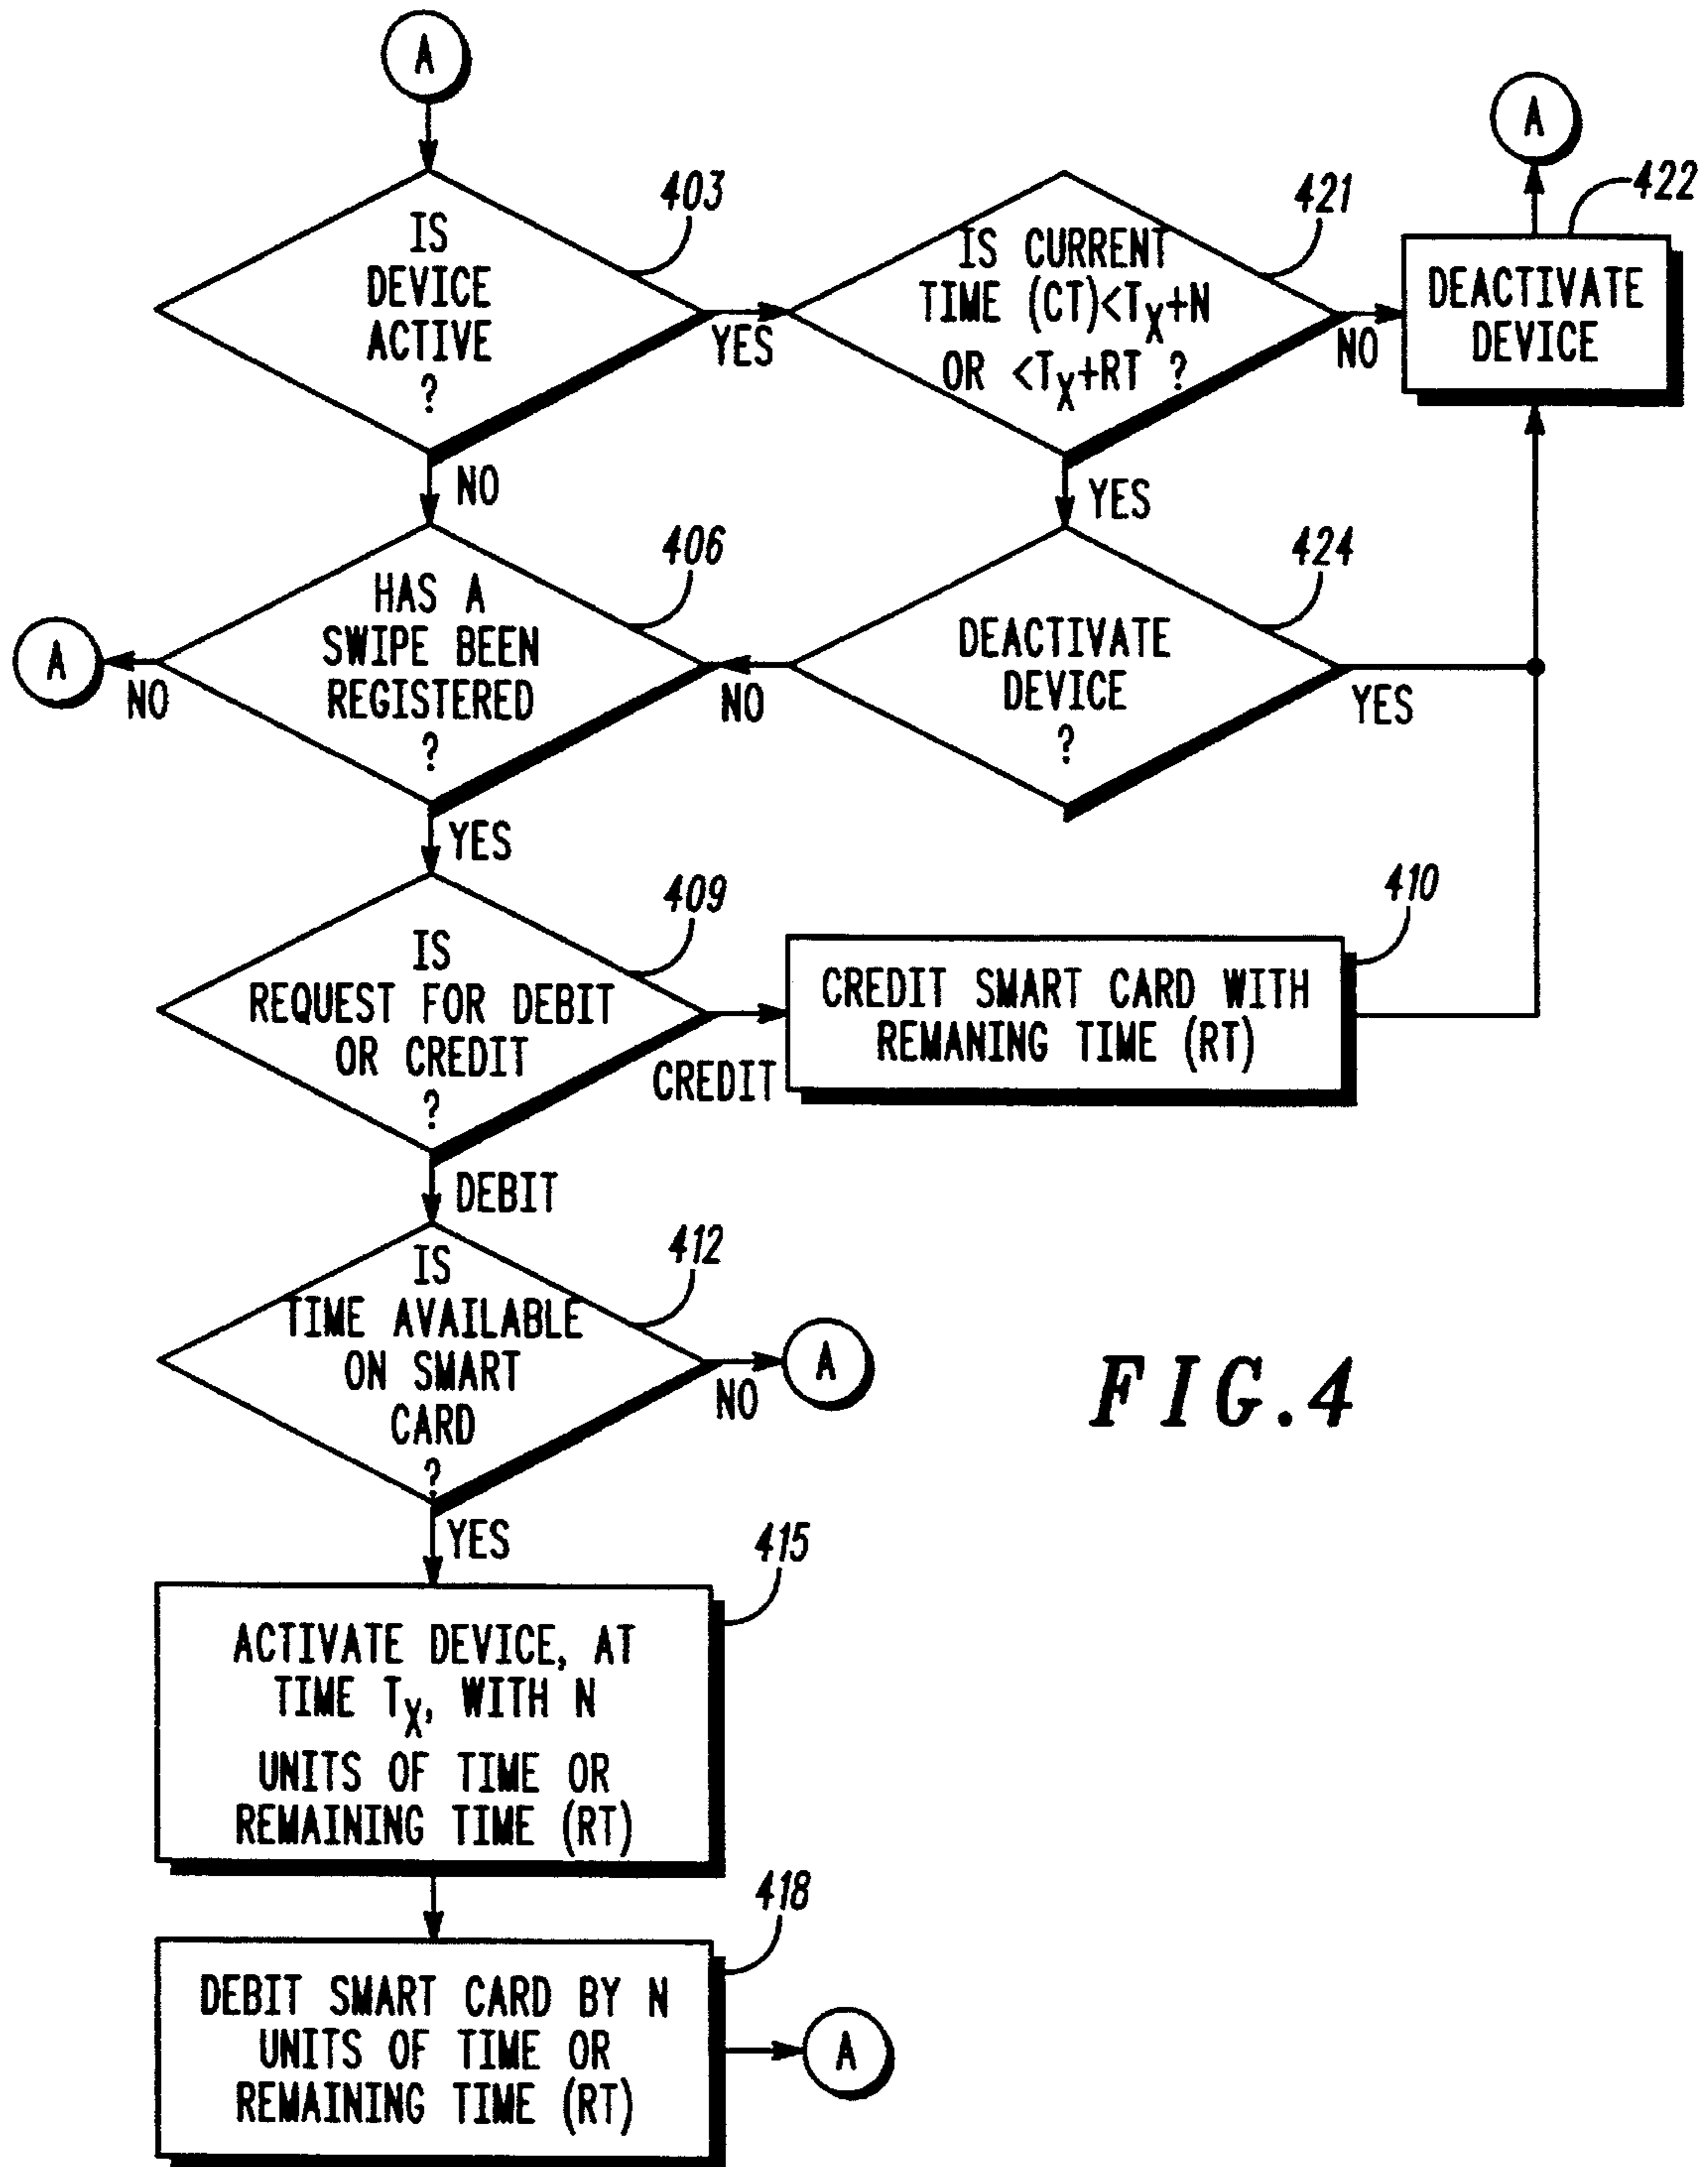 A
A
403
IS
DEVICE
ACTIVE
?
YES
NO
421
IS CURRENT
TIME (CT)<TX+N
OR <TX+RT ?
NO
YES
422
DEACTIVATE
DEVICE
406
HAS A
SWIPE BEEN
REGISTERED
?
A
NO
YES
424
DEACTIVATE
DEVICE
?
NO
YES
409
IS
REQUEST FOR DEBIT
OR CREDIT
?
CREDIT
DEBIT
410
CREDIT SMART CARD WITH
REMANING TIME (RT)
412
IS
TIME AVAILABLE
ON SMART
CARD
?
NO
A
YES
FIG.4
415
ACTIVATE DEVICE, AT
TIME TX, WITH N
UNITS OF TIME OR
REMAINING TIME (RT)
418
DEBIT SMART CARD BY N
UNITS OF TIME OR
REMAINING TIME (RT)
A